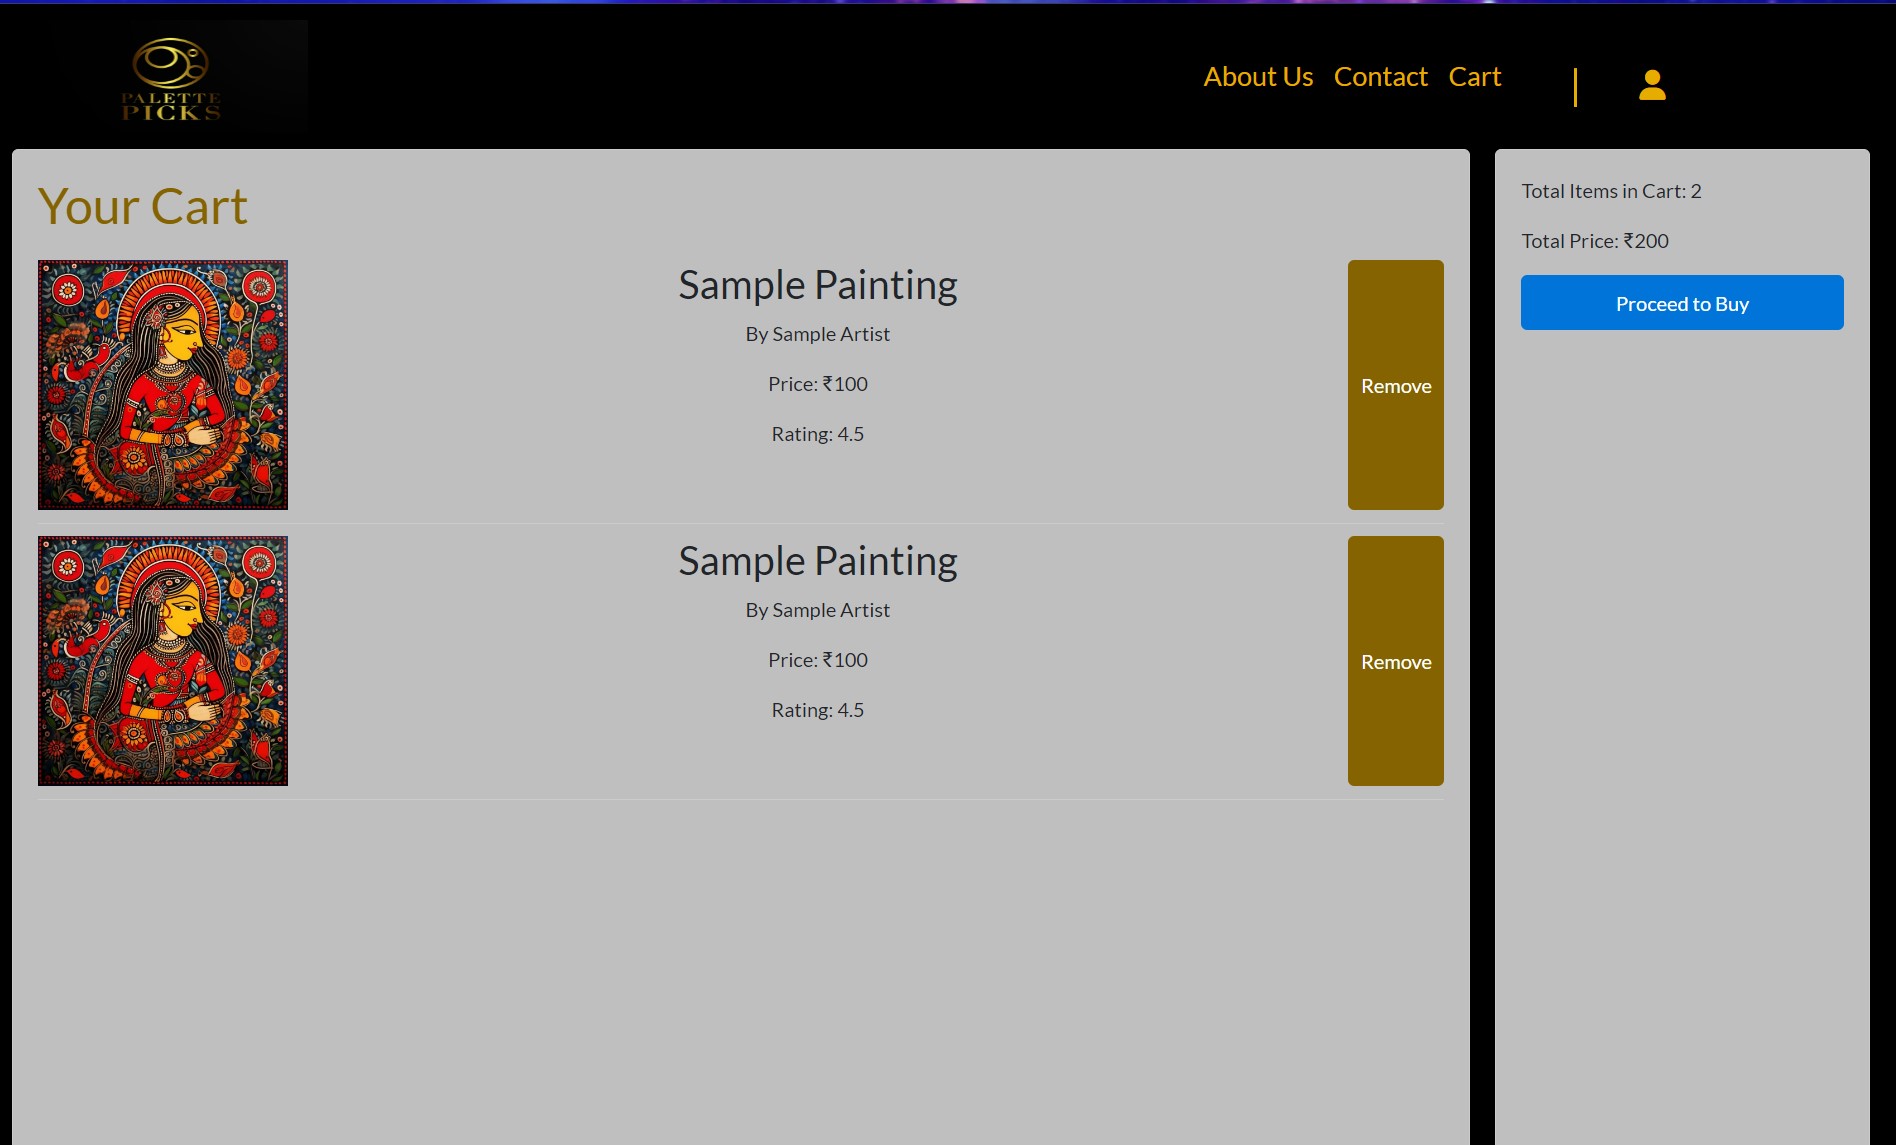 PALETTE
PICKS
About Us Contact Cart
Your Cart
Sample Painting
By Sample Artist
Price: ₹100
Rating: 4.5
Remove
Sample Painting
By Sample Artist
Price: ₹100
Rating: 4.5
Remove
Total Items in Cart: 2
Total Price: ₹200
Proceed to Buy